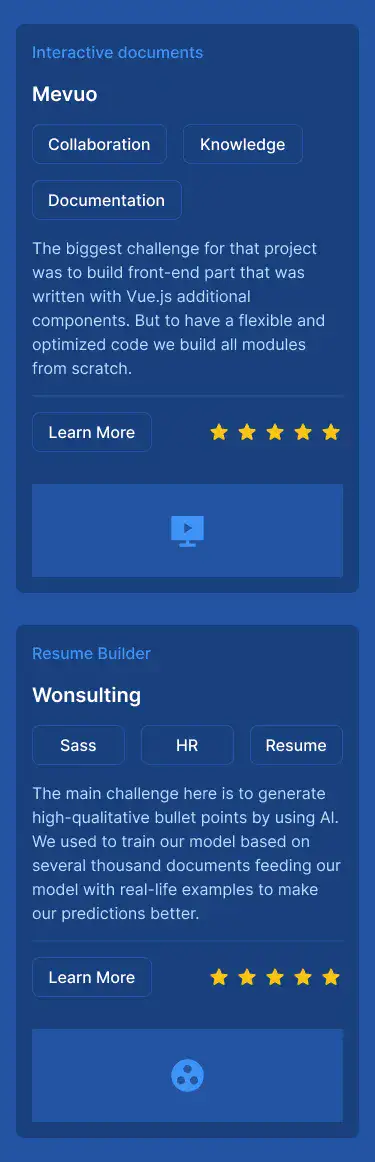 Interactive documents
Mevuo
Collaboration Knowledge
Documentation
The biggest challenge for that project
was to build front-end part that was
written with Vue.js additional
components. But to have a flexible and
optimized code we build all modules
from scratch.
Learn More
Resume Builder
Wonsulting
Sass HR Resume
The main challenge here is to generate
high-qualitative bullet points by using AI.
We used to train our model based on
several thousand documents feeding our
model with real-life examples to make
our predictions better.
Learn More